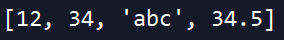 [12, 34, 'abc', 34.5]